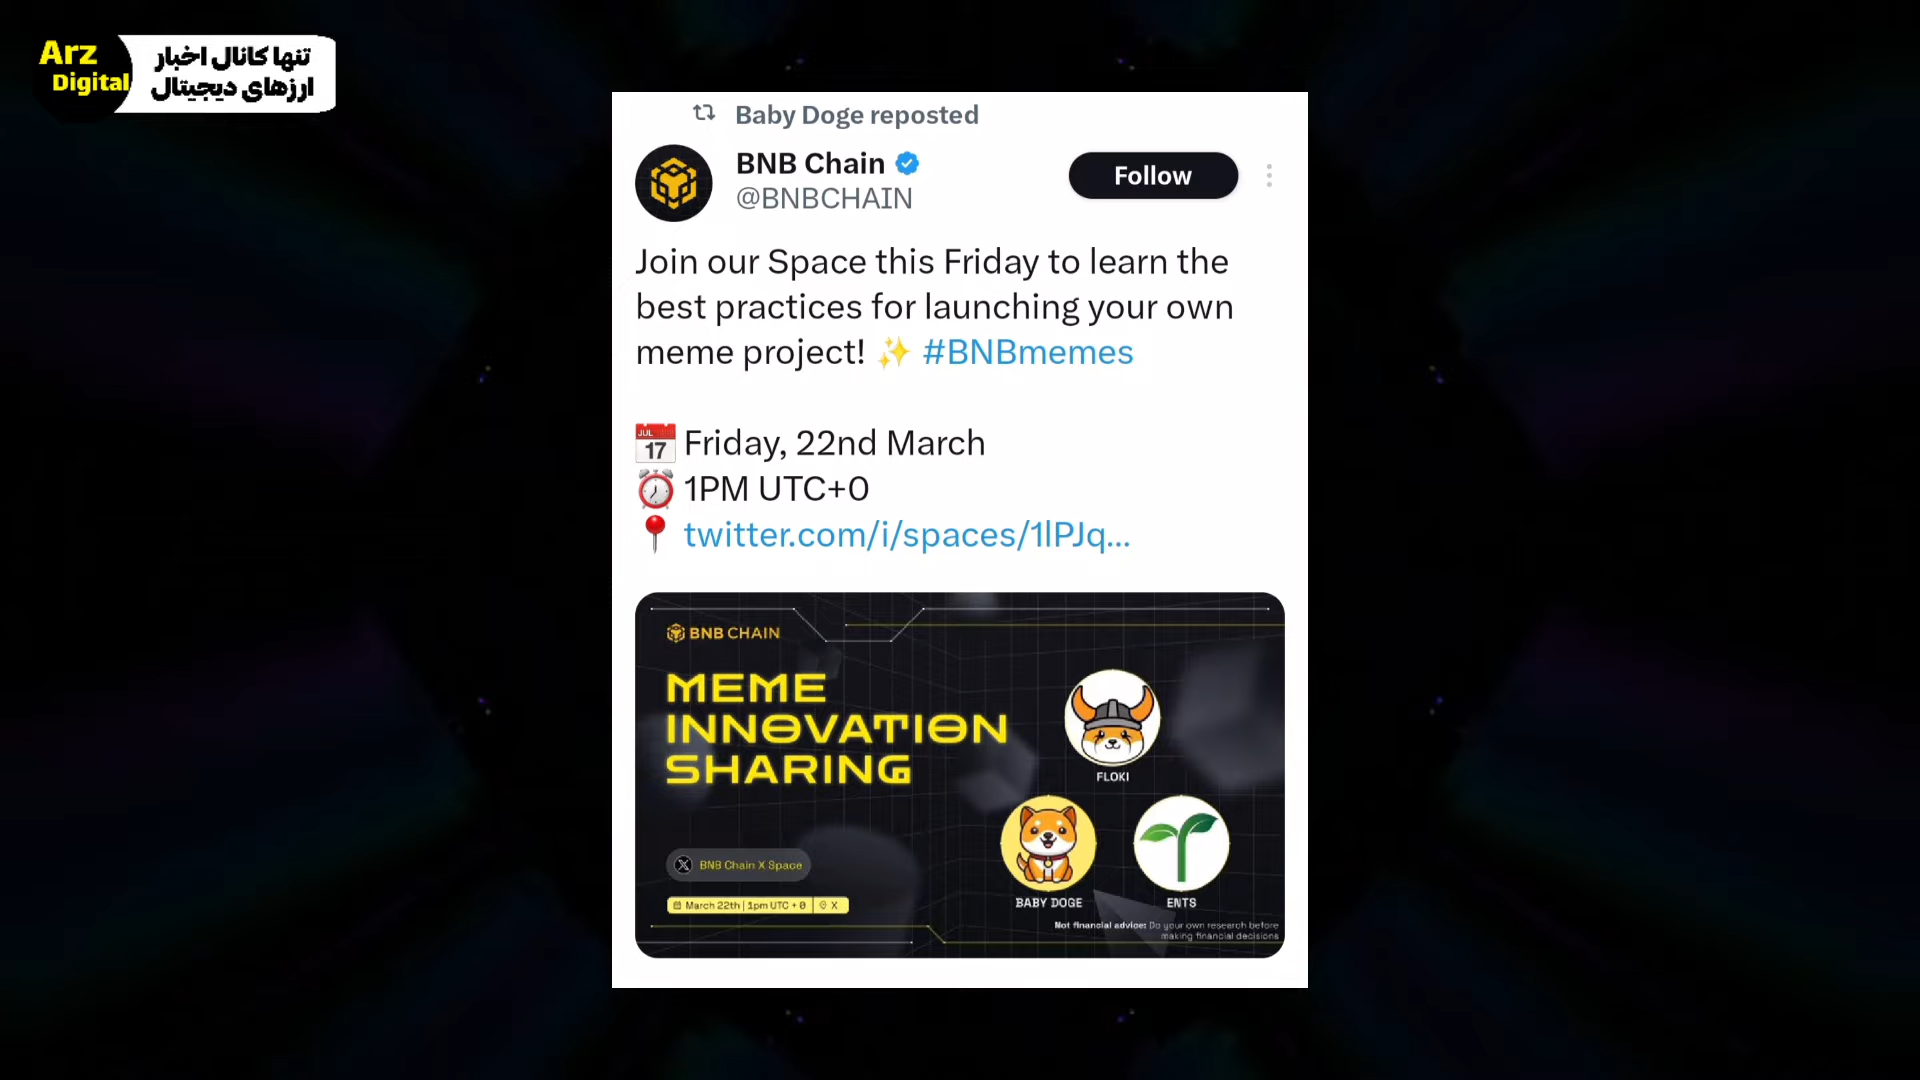 Arz
Digital
تنها کانال اخبار
ارزهای دیجیتال
Baby Doge reposted
BNB Chain
@BNBCHAIN
Follow
Join our Space this Friday to learn the
best practices for launching your own
meme project! ✨ #BNBmemes
JUL
17
Friday, 22nd March
1PM UTC+0
twitter.com/i/spaces/1lPJq...
BNB CHAIN
MEME
INNOVATION
SHARING
FLOKI
BABY DOGE
ENTS
BNB Chain X Space
March 22th | 1pm UTC + 0 | X
Not financial advice: Do your own research before
making financial decisions